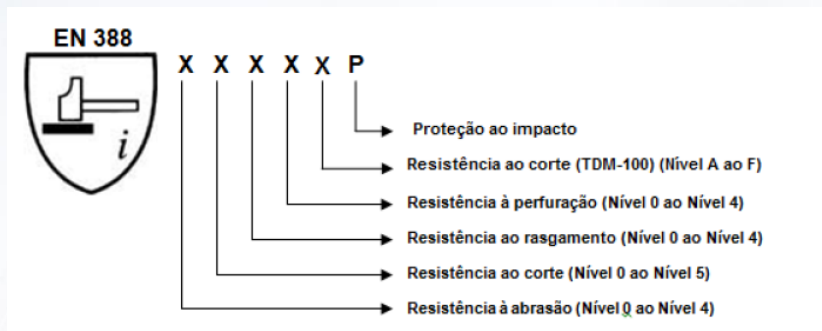 EN 388
X X X X X P
i
Proteção ao impacto
Resistência ao corte (TDM-100) (Nível A ao F)
Resistência à perfuração (Nível 0 ao Nível 4)
Resistência ao rasgamento (Nível 0 ao Nível 4)
Resistência ao corte (Nível 0 ao Nível 5)
Resistência à abrasão (Nível 0 ao Nível 4)